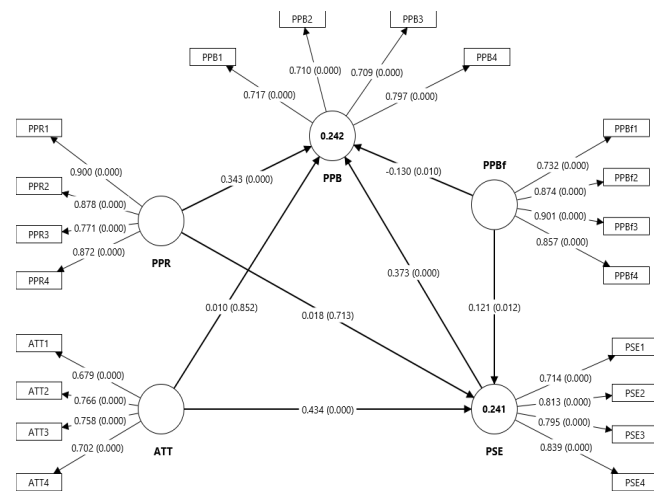 PPB2
PPB3
PPB1
PPB4
0.710 (0.000)
0.709 (0.000)
0.717 (0.000)
0.797 (0.000)
0.242
PPB
PPR1
PPR2
PPR3
PPR4
0.900 (0.000)
0.878 (0.000)
0.771 (0.000)
0.872 (0.000)
PPR
0.343 (0.000)
-0.130 (0.010)
PPBf
PPBf1
PPBf2
PPBf3
PPBf4
0.732 (0.000)
0.874 (0.000)
0.901 (0.000)
0.857 (0.000)
0.373 (0.000)
0.010 (0.852)
0.018 (0.713)
0.121 (0.012)
ATT1
ATT2
ATT3
ATT4
0.679 (0.000)
0.766 (0.000)
0.758 (0.000)
0.702 (0.000)
ATT
0.434 (0.000)
0.241
PSE
PSE1
PSE2
PSE3
PSE4
0.714 (0.000)
0.813 (0.000)
0.795 (0.000)
0.839 (0.000)